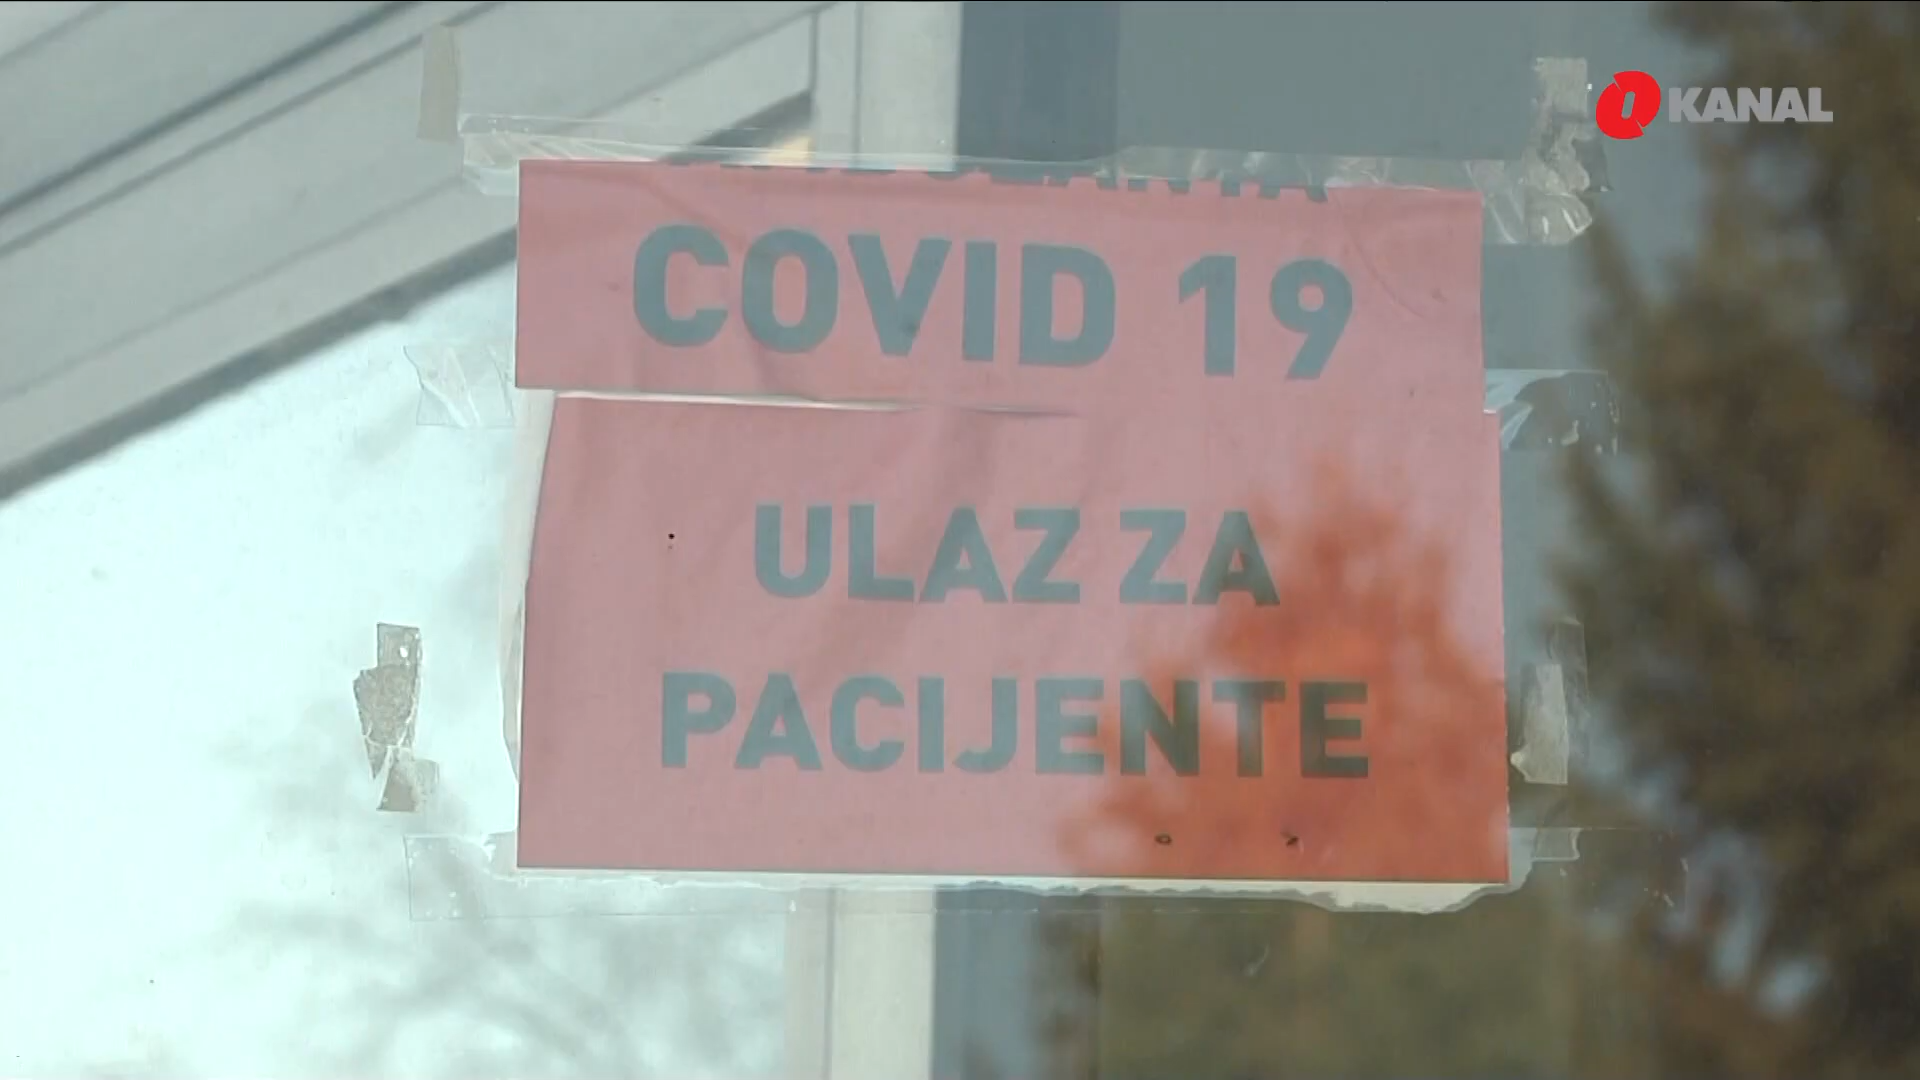 O KANAL
COVID 19
ULAZ ZA
PACIJENTE